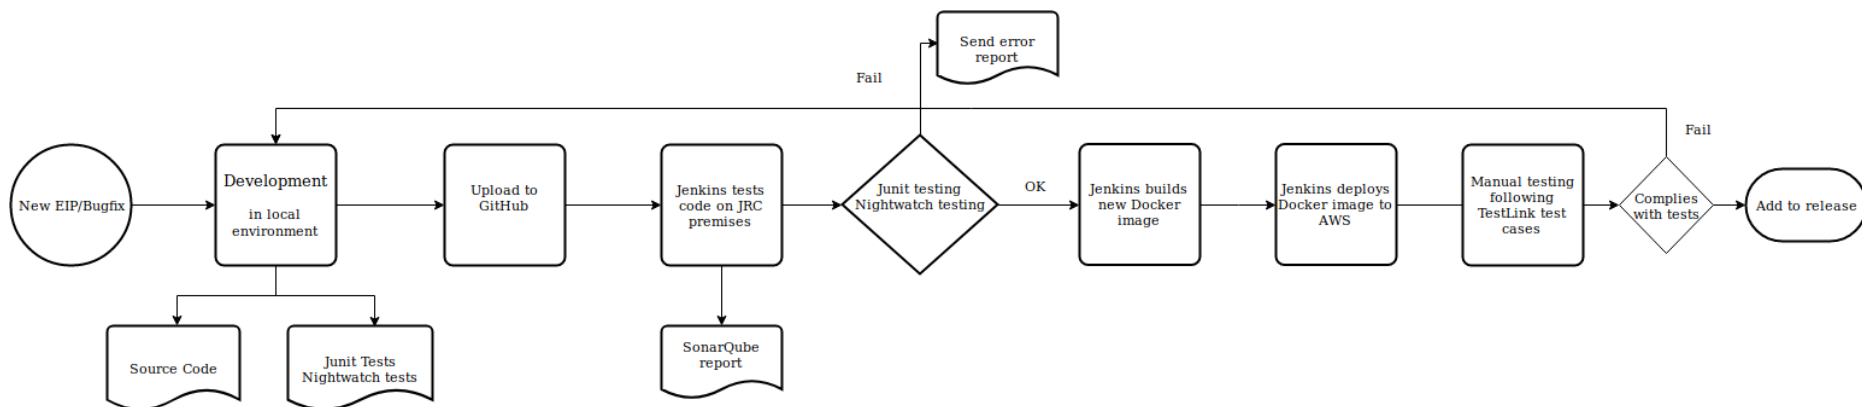 Send error
report
Fail
Fail
New EIP/Bugfix
Development
in local
environment
Upload to
GitHub
Jenkins tests
code on JRC
premises
Junit testing
Nightwatch testing
OK
Jenkins builds
new Docker
image
Jenkins deploys
Docker image to
AWS
Manual testing
following
TestLink test
cases
Complies
with tests
Add to release
Source Code
Junit Tests
Nightwatch tests
SonarQube
report